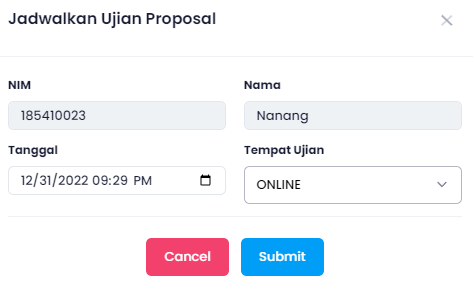 Jadwalkan Ujian Proposal
NIM
Nama
185410023
Nanang
Tanggal
Tempat Ujian
12/31/2022 09:29 PM
ONLINE
Cancel
Submit